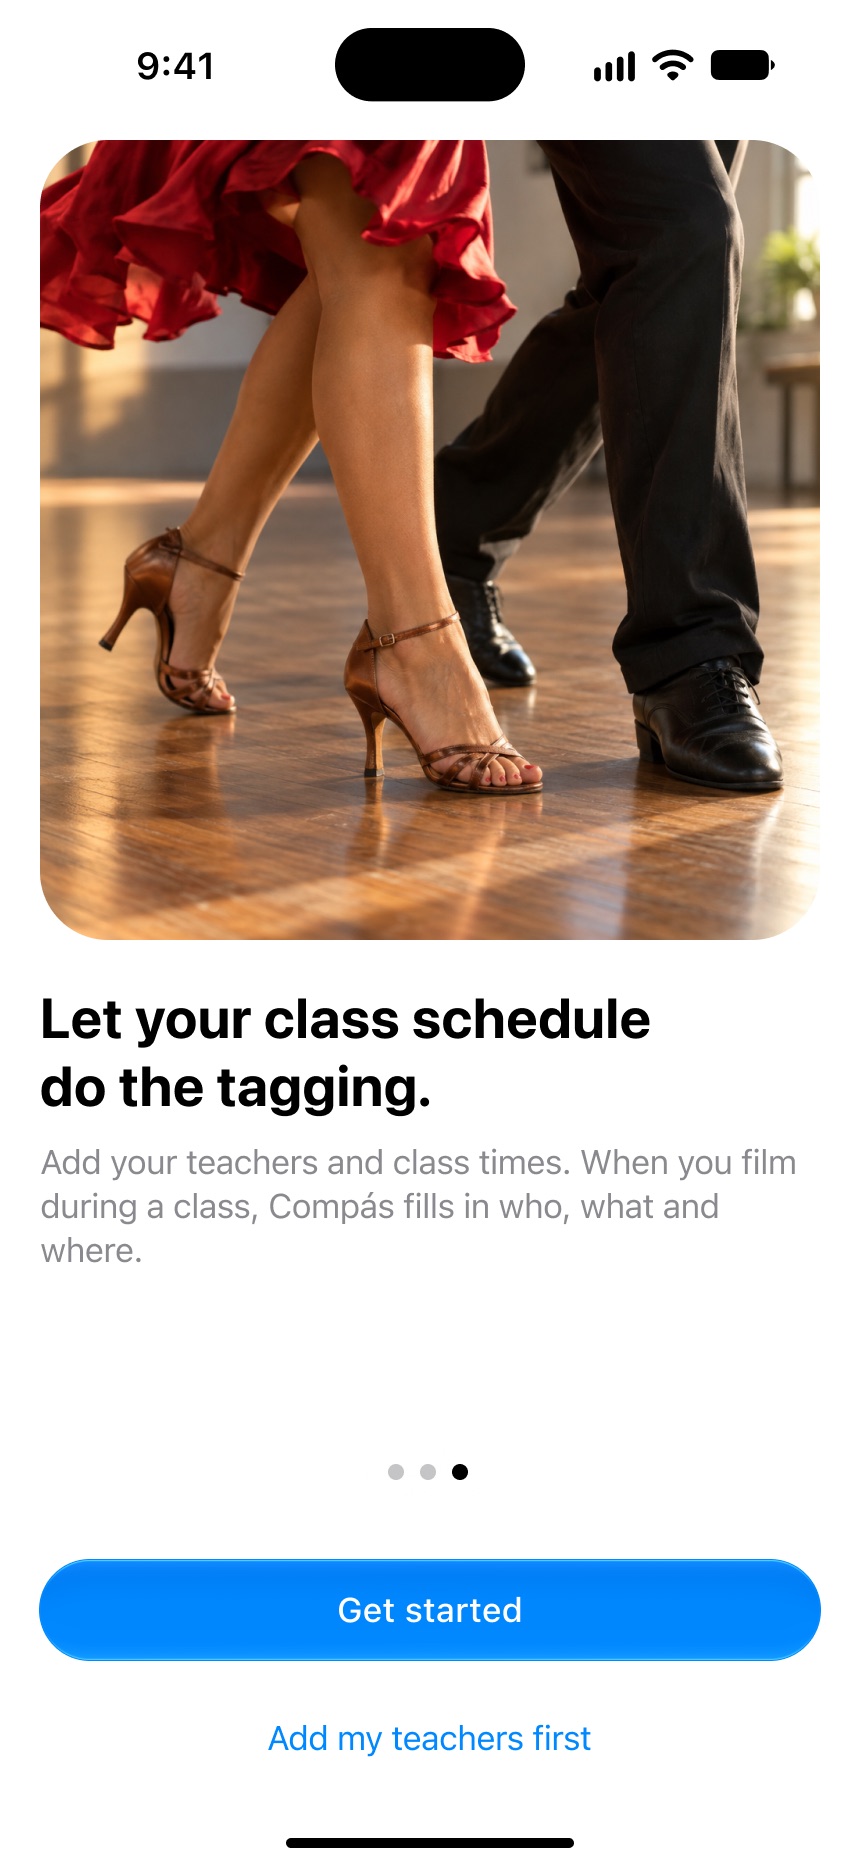 9:41
Let your class schedule
do the tagging.
Add your teachers and class times. When you film
during a class, Compás fills in who, what and
where.
Get started
Add my teachers first